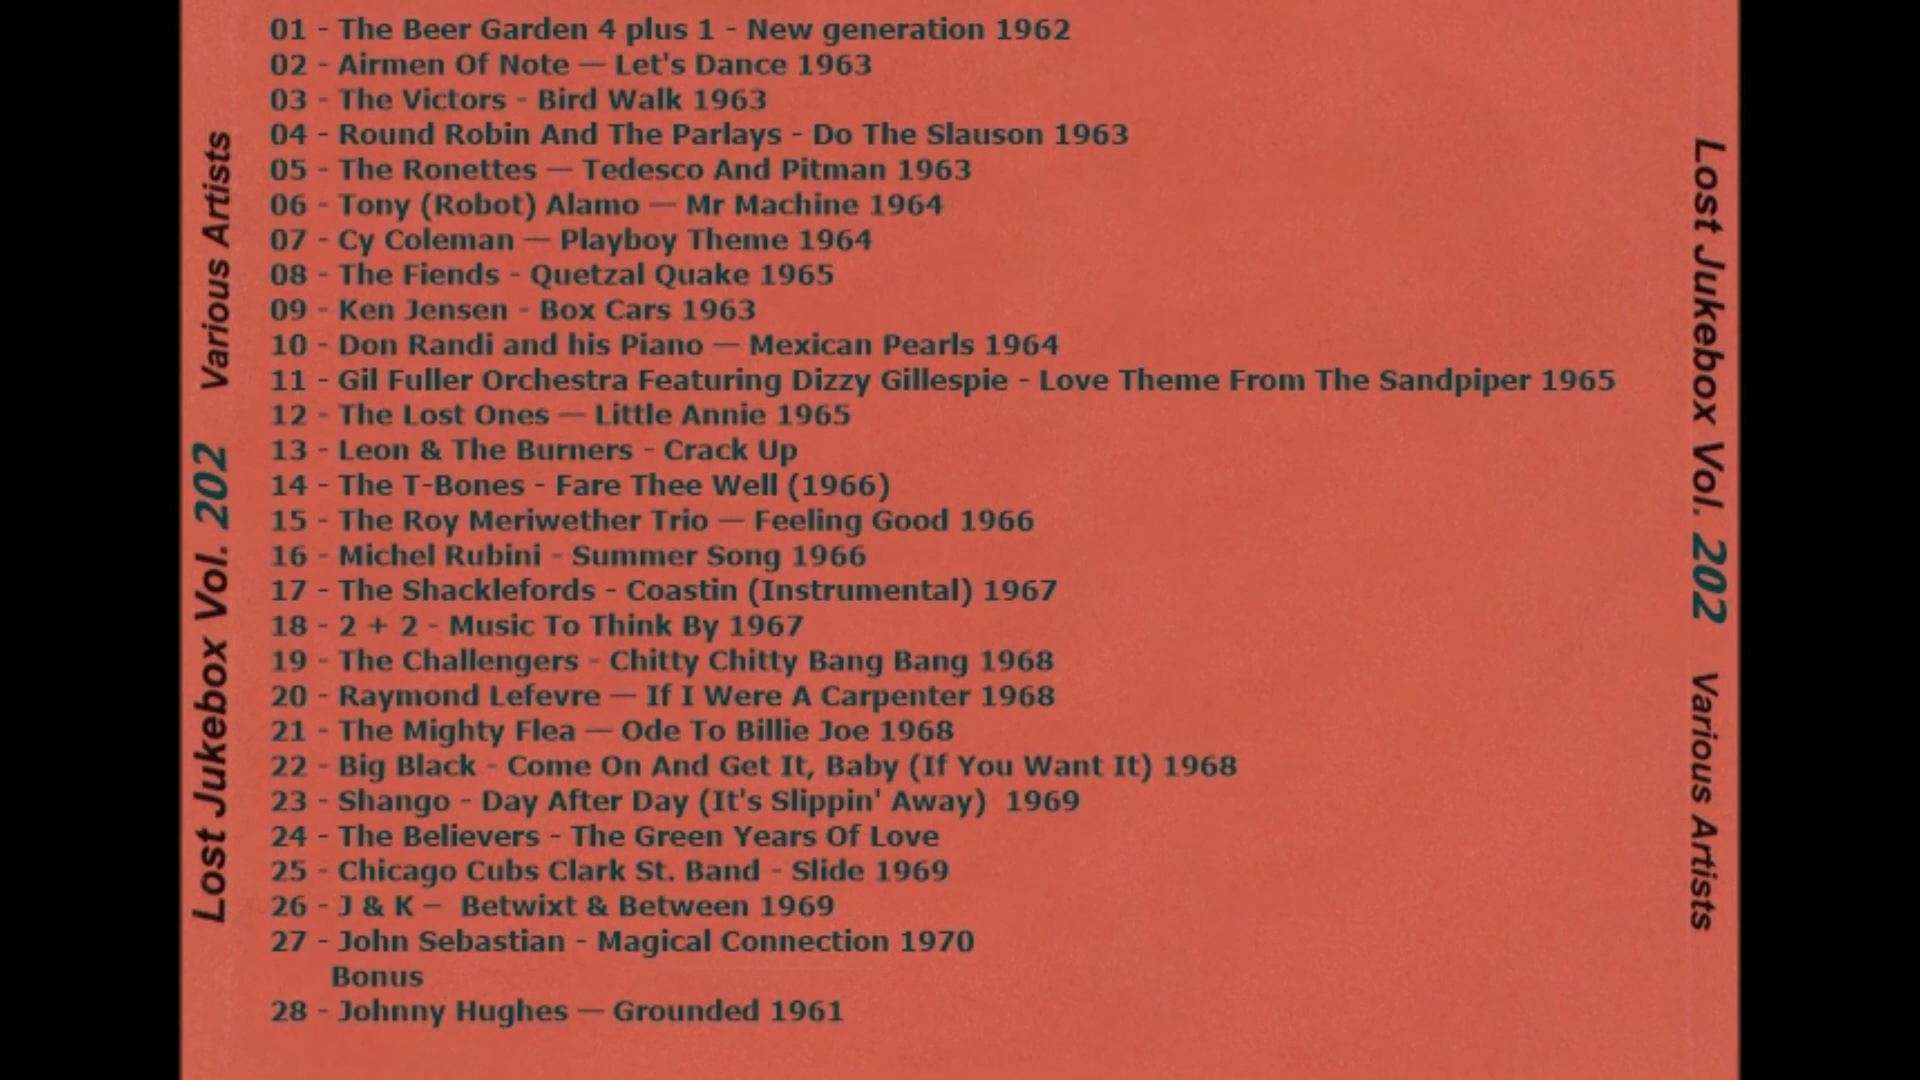 01 - The Beer Garden 4 plus 1 - New generation 1962
02 - Airmen Of Note — Let's Dance 1963
03 - The Victors - Bird Walk 1963
04 - Round Robin And The Parlays - Do The Slauson 1963
05 - The Ronettes — Tedesco And Pitman 1963
06 - Tony (Robot) Alamo — Mr Machine 1964
07 - Cy Coleman — Playboy Theme 1964
08 - The Fiends - Quetzal Quake 1965
09 - Ken Jensen - Box Cars 1963
10 - Don Randi and his Piano — Mexican Pearls 1964
11 - Gil Fuller Orchestra Featuring Dizzy Gillespie - Love Theme From The Sandpiper 1965
12 - The Lost Ones — Little Annie 1965
13 - Leon & The Burners - Crack Up
14 - The T-Bones - Fare Thee Well (1966)
15 - The Roy Meriwether Trio — Feeling Good 1966
16 - Michel Rubini - Summer Song 1966
17 - The Shacklefords - Coastin (Instrumental) 1967
18 - 2 + 2 - Music To Think By 1967
19 - The Challengers - Chitty Chitty Bang Bang 1968
20 - Raymond Lefevre — If I Were A Carpenter 1968
21 - The Mighty Flea — Ode To Billie Joe 1968
22 - Big Black - Come On And Get It, Baby (If You Want It) 1968
23 - Shango - Day After Day (It's Slippin' Away) 1969
24 - The Believers - The Green Years Of Love
25 - Chicago Cubs Clark St. Band - Slide 1969
26 - J & K – Betwixt & Between 1969
27 - John Sebastian - Magical Connection 1970
Bonus
28 - Johnny Hughes — Grounded 1961
Lost Jukebox Vol. 202 Various Artists
Lost Jukebox Vol. 202 Various Artists